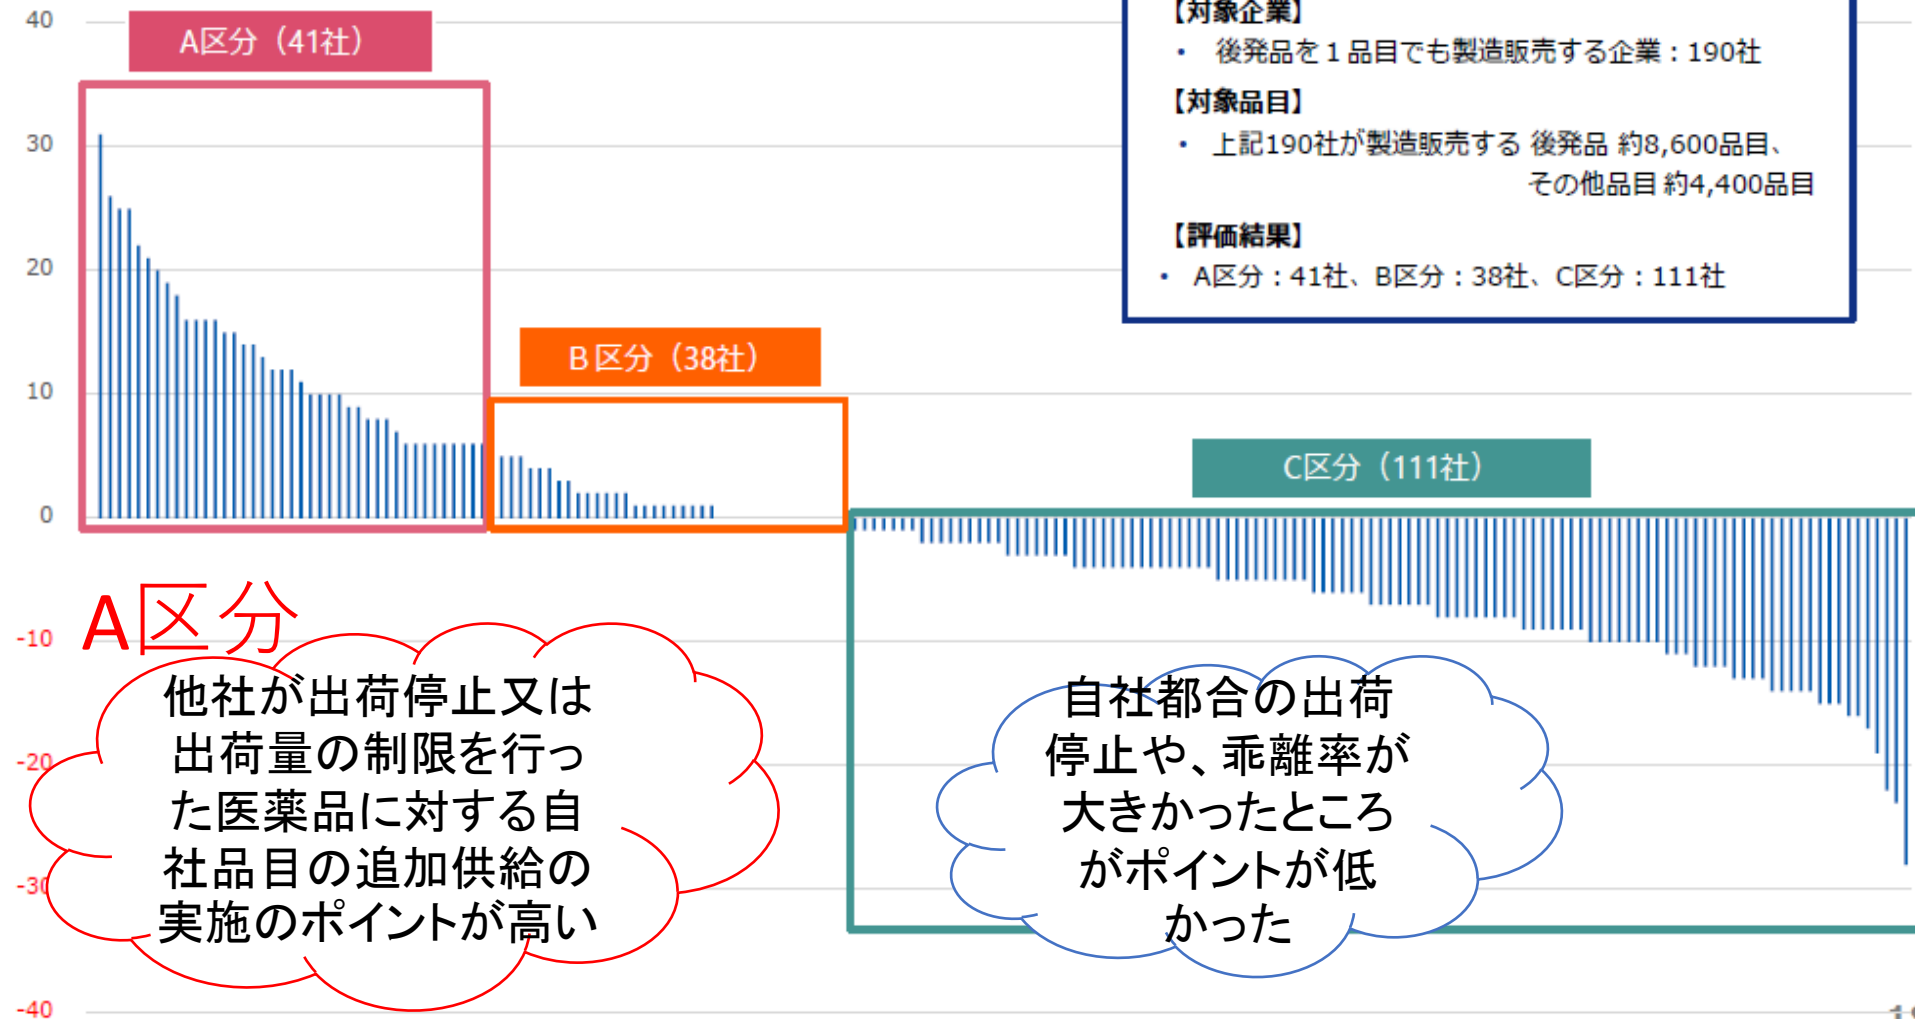 40
30
20
10
0
-10
-20
-30
-40
A区分（41社）
【対象企業】
・ 後発品を１品目でも製造販売する企業：190社
【対象品目】
・ 上記190社が製造販売する 後発品 約8,600品目、
その他品目 約4,400品目
【評価結果】
・ A区分：41社、B区分：38社、C区分：111社
Ｂ区分（38社）
C区分（111社）
A区分
他社が出荷停止又は
出荷量の制限を行っ
た医薬品に対する自
社品目の追加供給の
実施のポイントが高い
自社都合の出荷
停止や、乖離率が
大きかったところ
がポイントが低
かった